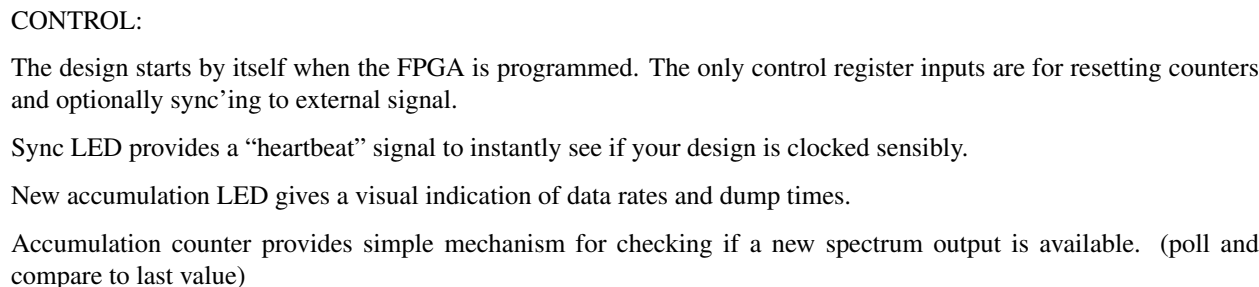 CONTROL:
The design starts by itself when the FPGA is programmed. The only control register inputs are for resetting counters
and optionally sync’ing to external signal.
Sync LED provides a “heartbeat” signal to instantly see if your design is clocked sensibly.
New accumulation LED gives a visual indication of data rates and dump times.
Accumulation counter provides simple mechanism for checking if a new spectrum output is available. (poll and
compare to last value)